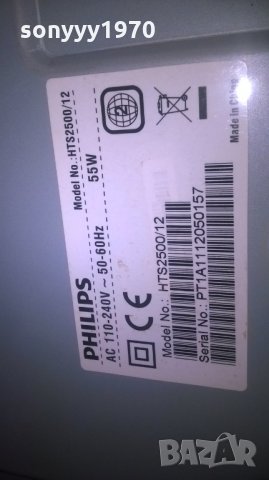 sonyyy1970
PHILIPS
Model No.:HTS2500/12
AC 110-240V ~ 50-60Hz
55W
2
Made in China
Model No.: HTS2500/12
Serial No.: PT1A1112050157
BAZAR